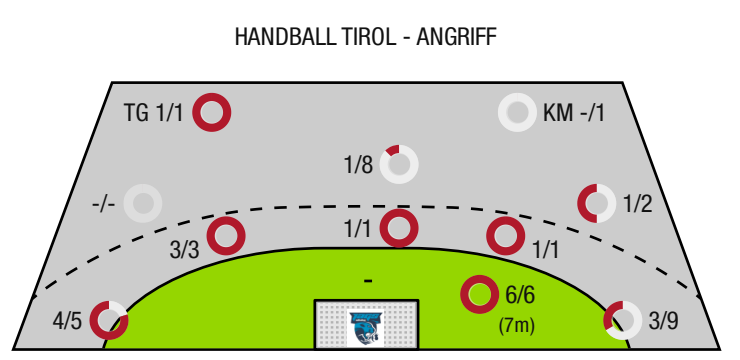 HANDBALL TIROL - ANGRIFF
TG 1/1
KM -/1
1/8
-/-
1/2
3/3
1/1
1/1
-
6/6
(7m)
4/5
3/9